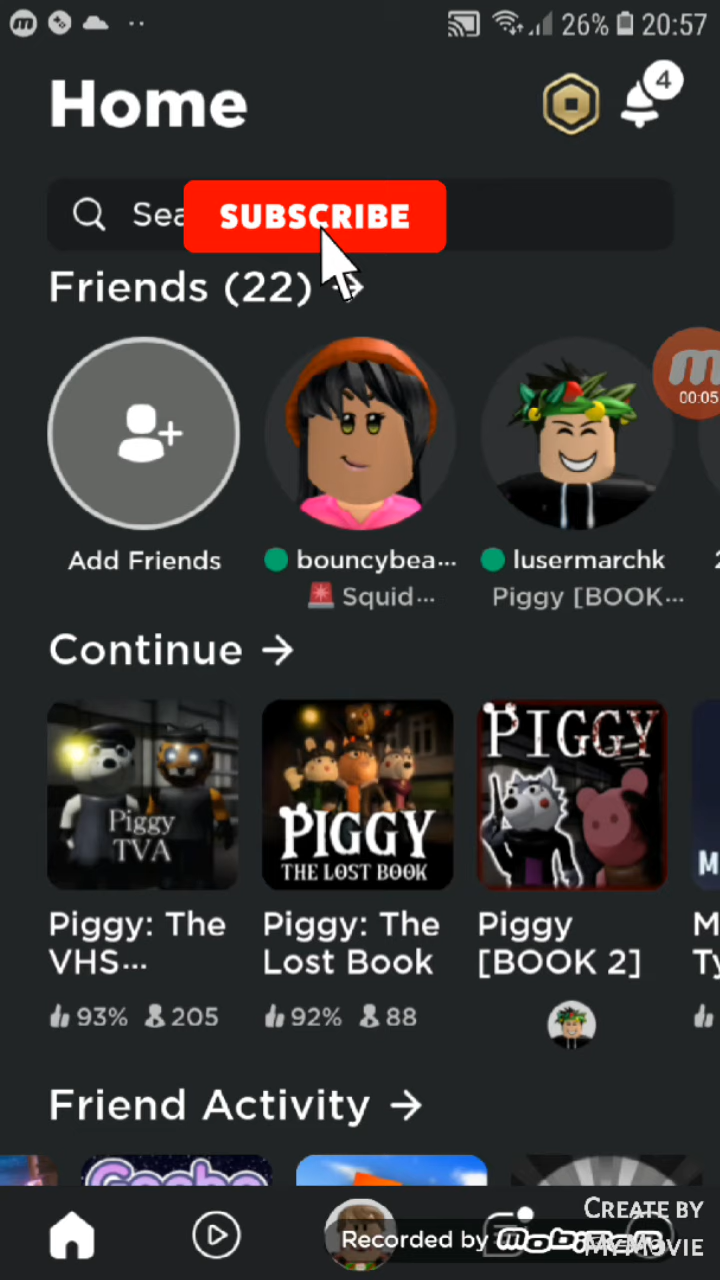 26% 20:57
Home
4
Sea
SUBSCRIBE
Friends (22)
00:05
Add Friends
bouncybea...
lusermarchk
🚨 Squid...
Piggy [BOOK...
Continue →
Piggy
TVA
PIGGY
THE LOST BOOK
PIGGY
M
Piggy: The
VHS...
Piggy: The
Lost Book
Piggy
[BOOK 2]
M
Ty
93% 205
92% 88
Friend Activity →
CREATE BY
Recorded by